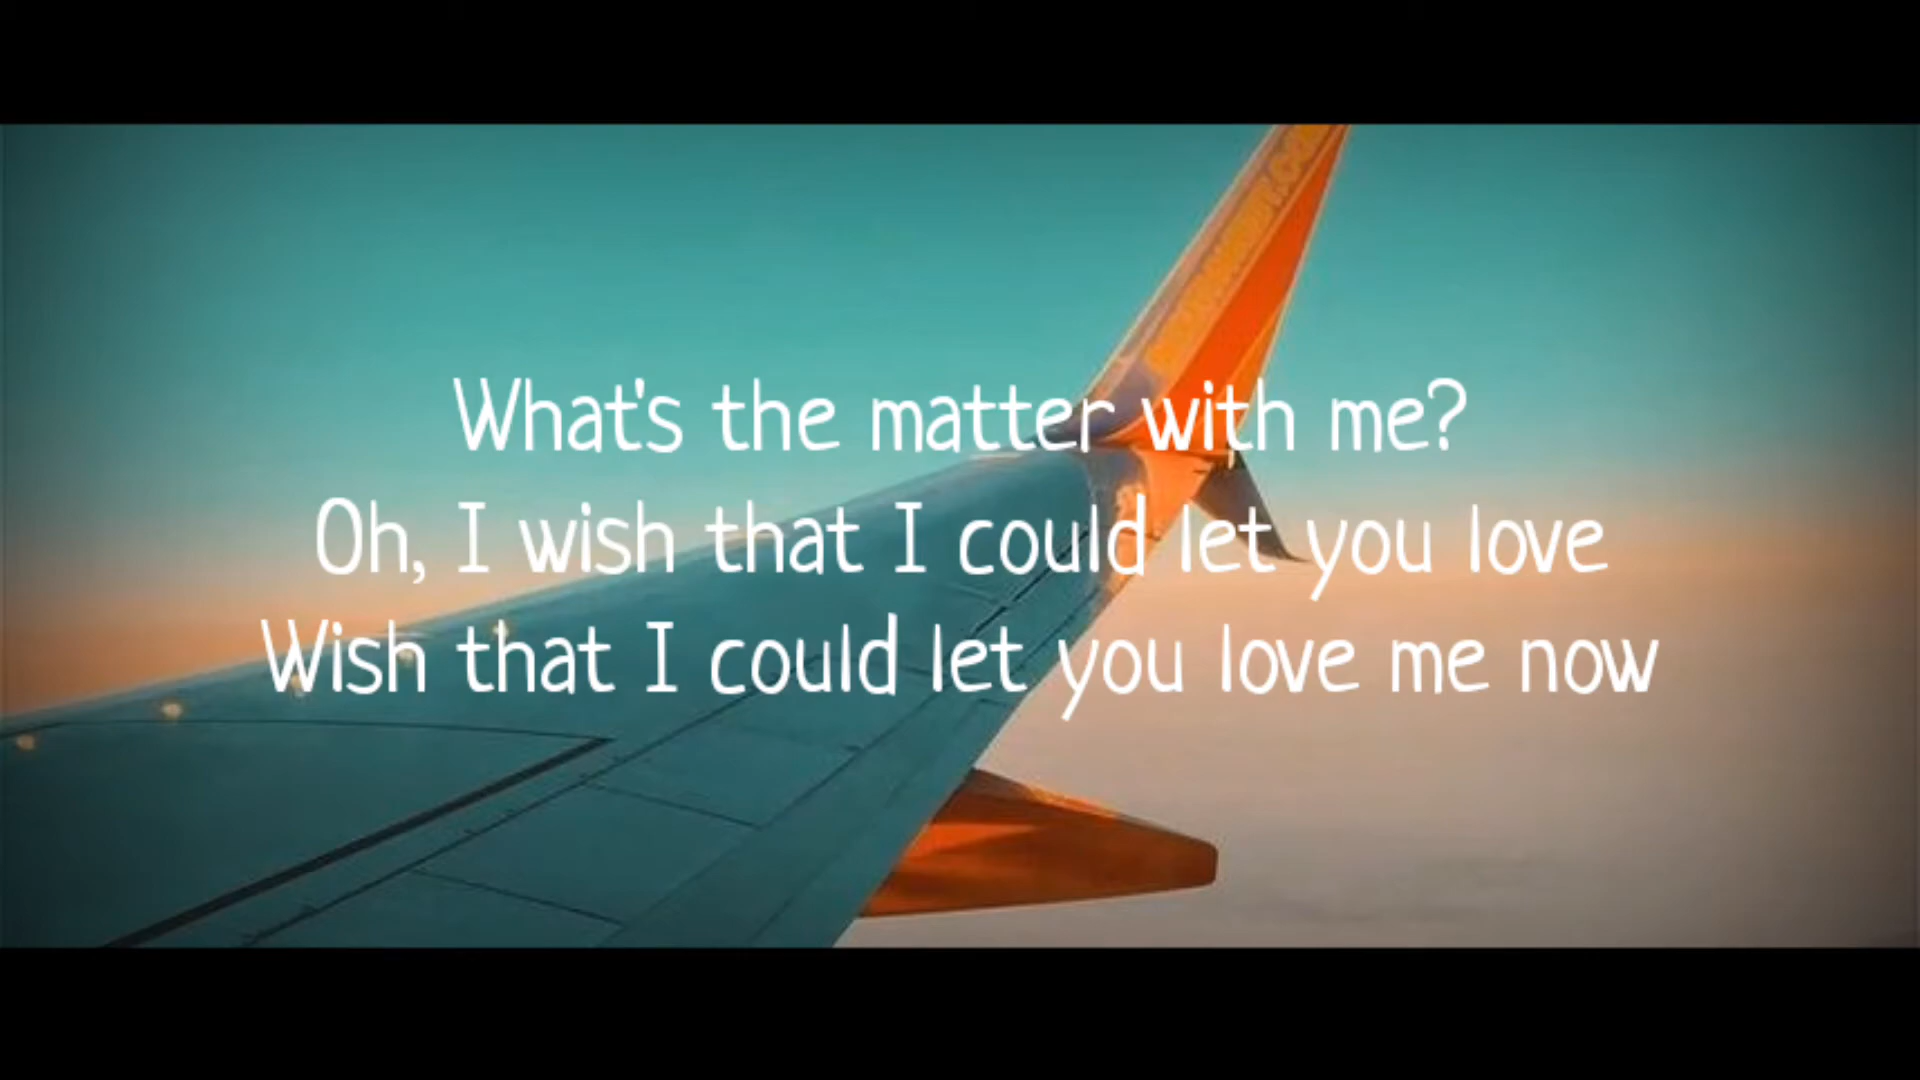 What's the matter with me?
Oh, I wish that I could let you love
Wish that I could let you love me now